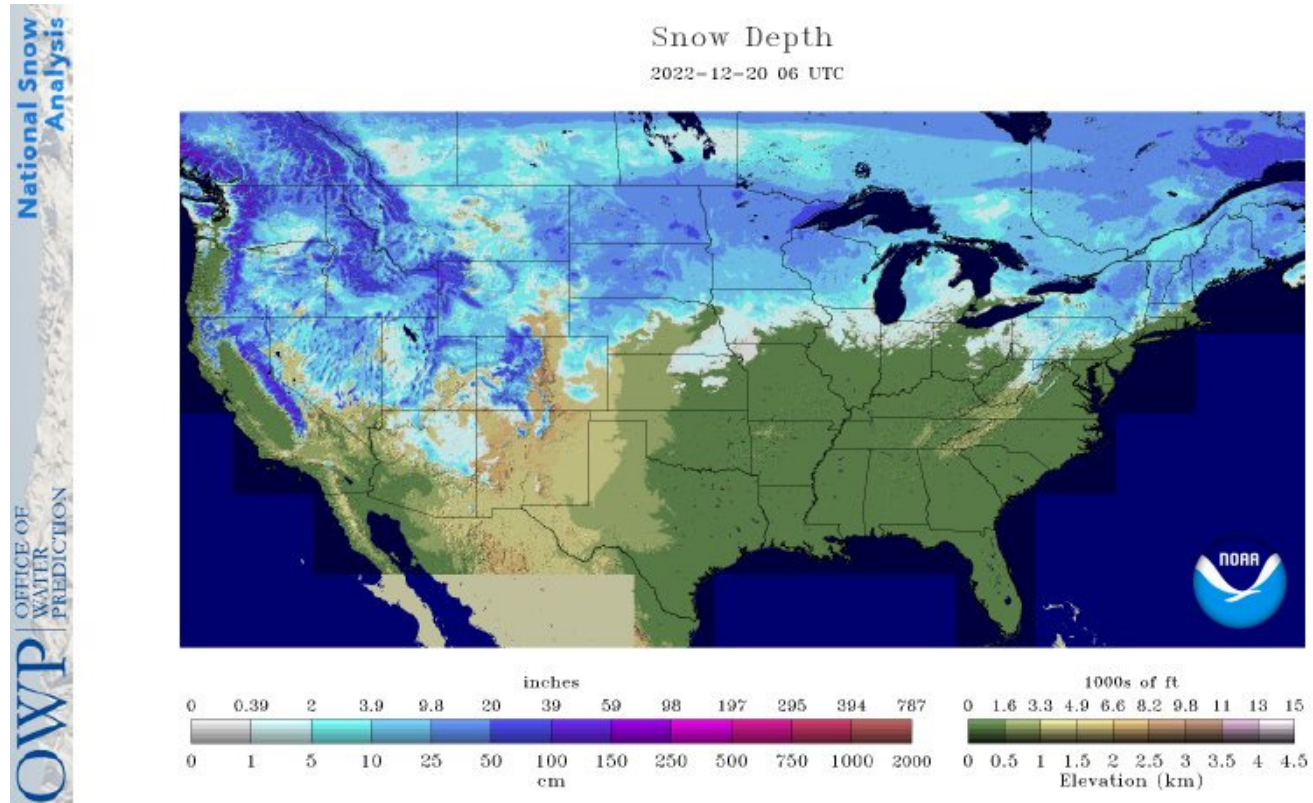 National Snow
Analysis
OWP
OFFICE OF
WATER
PREDICTION
Snow Depth
2022-12-20 06 UTC
NOAA
inches
0 0.39 2 3.9 9.8 20 39 59 98 197 295 394 787
0 1 5 10 25 50 100 150 250 500 750 1000 2000
cm
1000s of ft
0 1.6 3.3 4.9 6.6 8.2 9.8 11 13 15
0 0.5 1 1.5 2 2.5 3 3.5 4 4.5
Elevation (km)